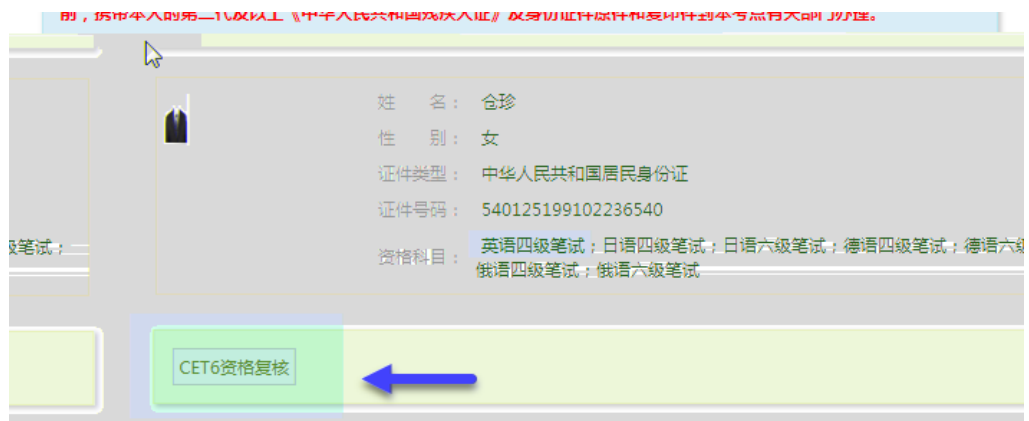 前，携带本人的第二代及以上《中华人民共和国残疾人证》及身份证件原件和复印件到本考点有关部门办理。
姓 名： 仓珍
性 别： 女
证件类型： 中华人民共和国居民身份证
证件号码： 540125199102236540
级笔试；
资格科目： 英语四级笔试；日语四级笔试；日语六级笔试；德语四级笔试；德语六级
俄语四级笔试；俄语六级笔试
CET6资格复核